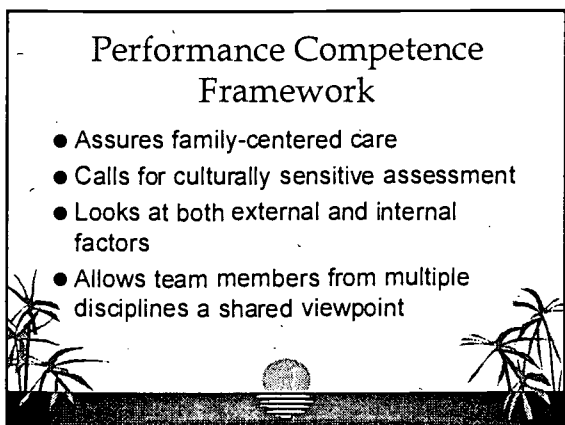 Performance Competence
Framework
● Assures family-centered care
● Calls for culturally sensitive assessment
● Looks at both external and internal
factors
● Allows team members from multiple
disciplines a shared viewpoint